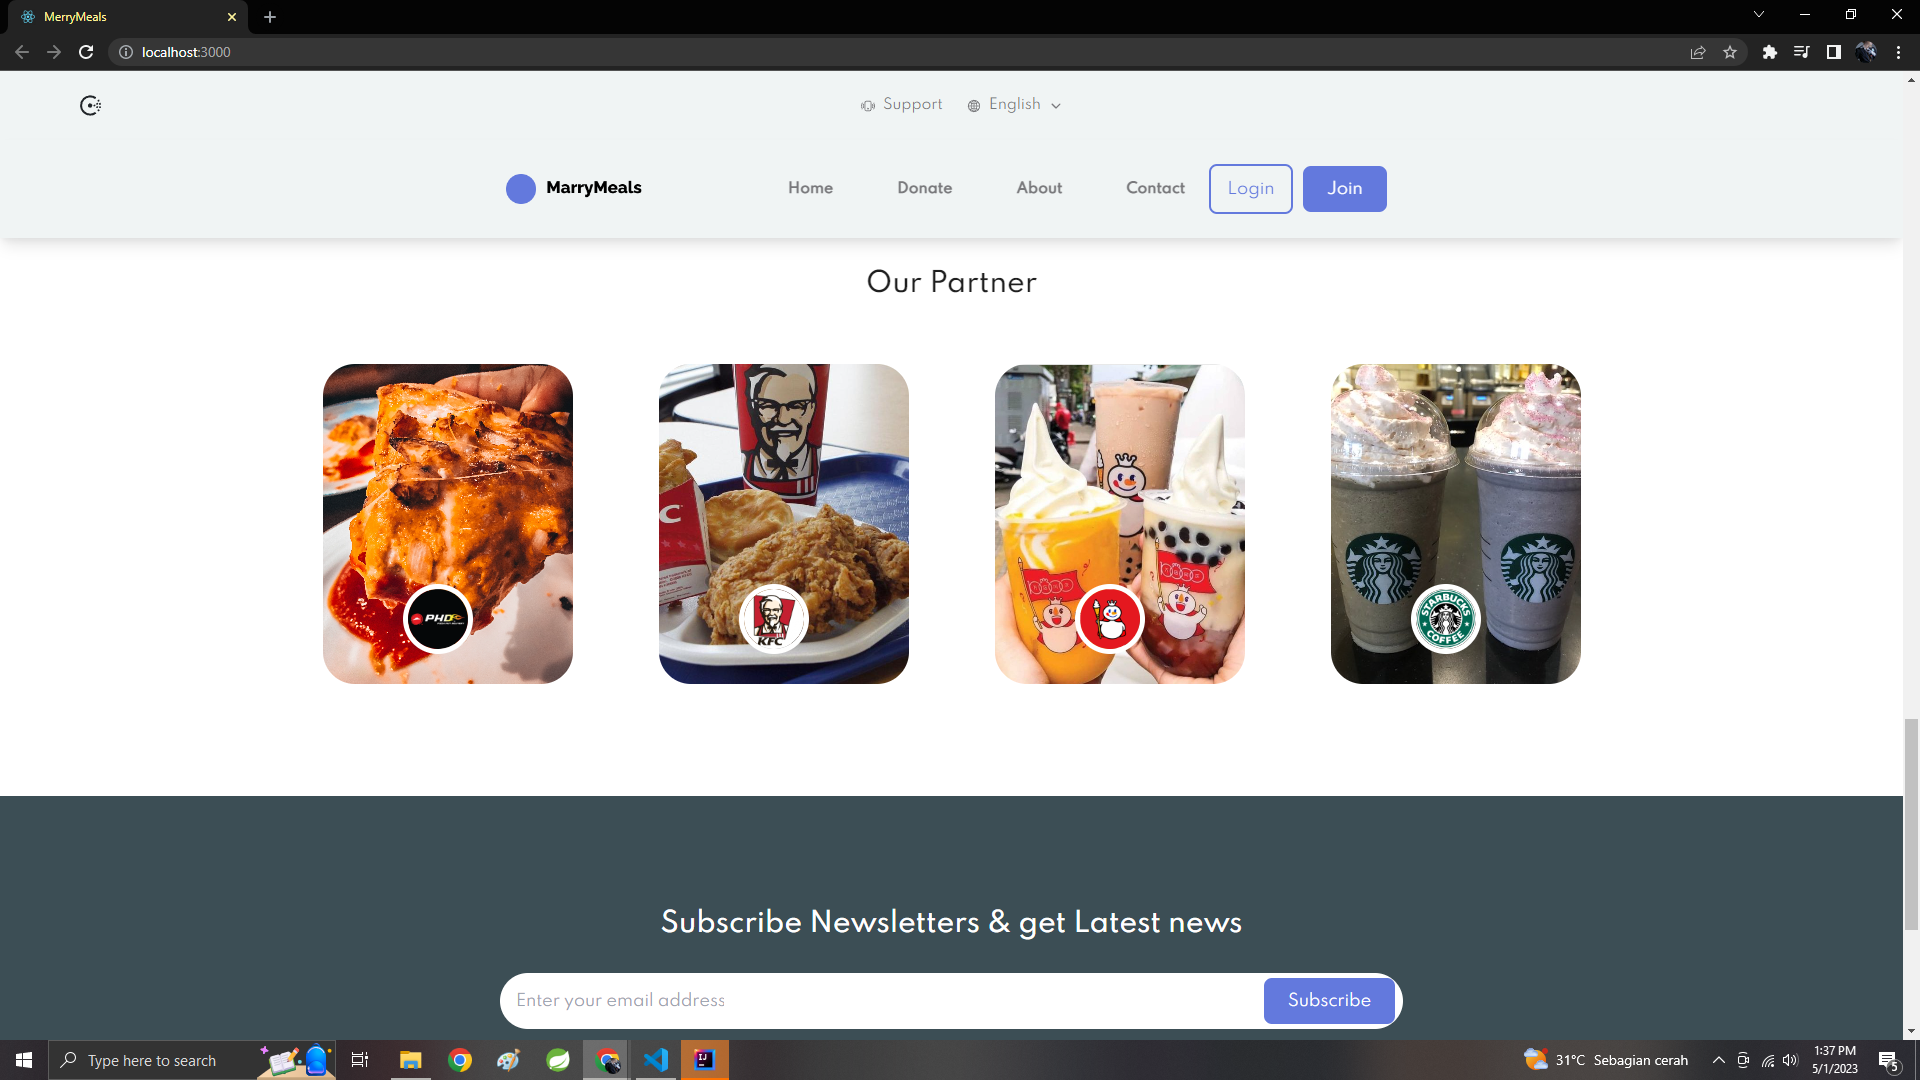 MerryMeals
localhost:3000
Support
English
MarryMeals
Home
Donate
About
Contact
Login
Join
Our Partner
PHD
KFC
STARBUCKS
COFFEE
Subscribe Newsletters & get Latest news
Enter your email address
Subscribe
Type here to search
31°C Sebagian cerah
1:37 PM
5/1/2023
5